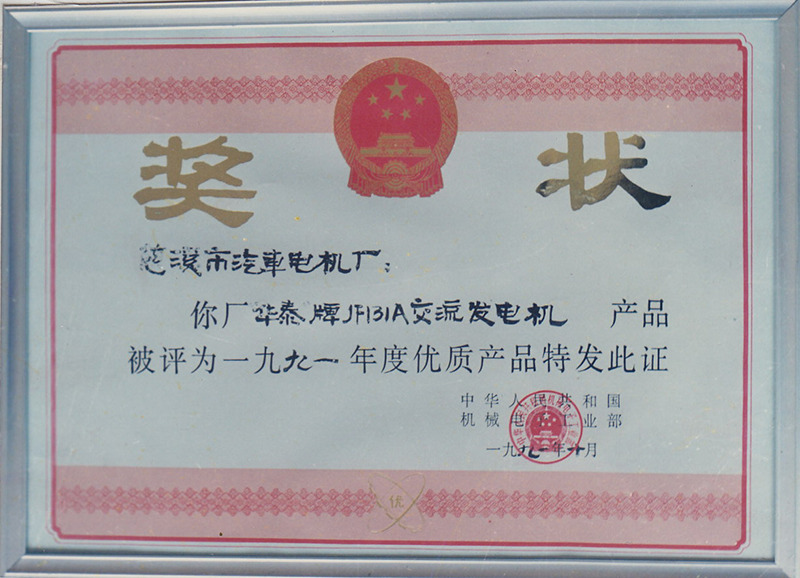 奖状
慈溪市汽車电机厂:
你厂华泰牌JF131A交流发电机 产品
被评为一九九一年度优质产品特发此证
中华人民共和国
机械电子工业部
一九九一年十月
优